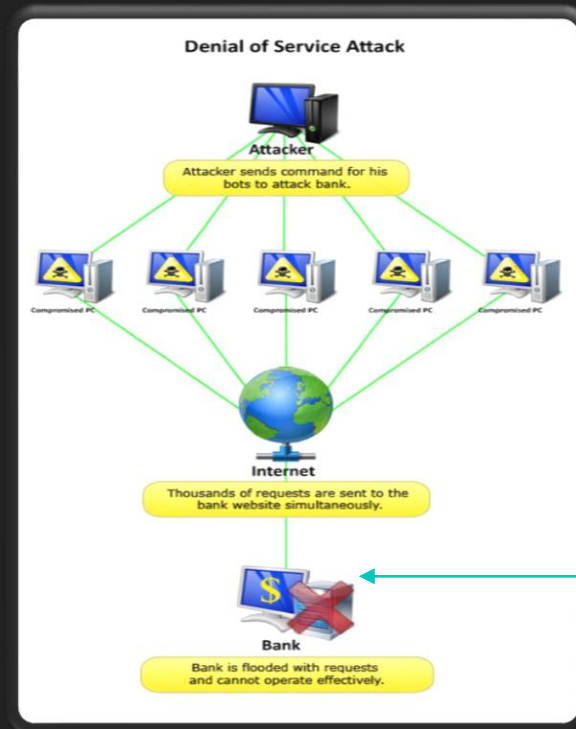 Denial of Service Attack
Attacker
Attacker sends command for his
bots to attack bank.
Compromised PC
Compromised PC
Compromised PC
Compromised PC
Compromised PC
Internet
Thousands of requests are sent to the
bank website simultaneously.
$
Bank
Bank is flooded with requests
and cannot operate effectively.